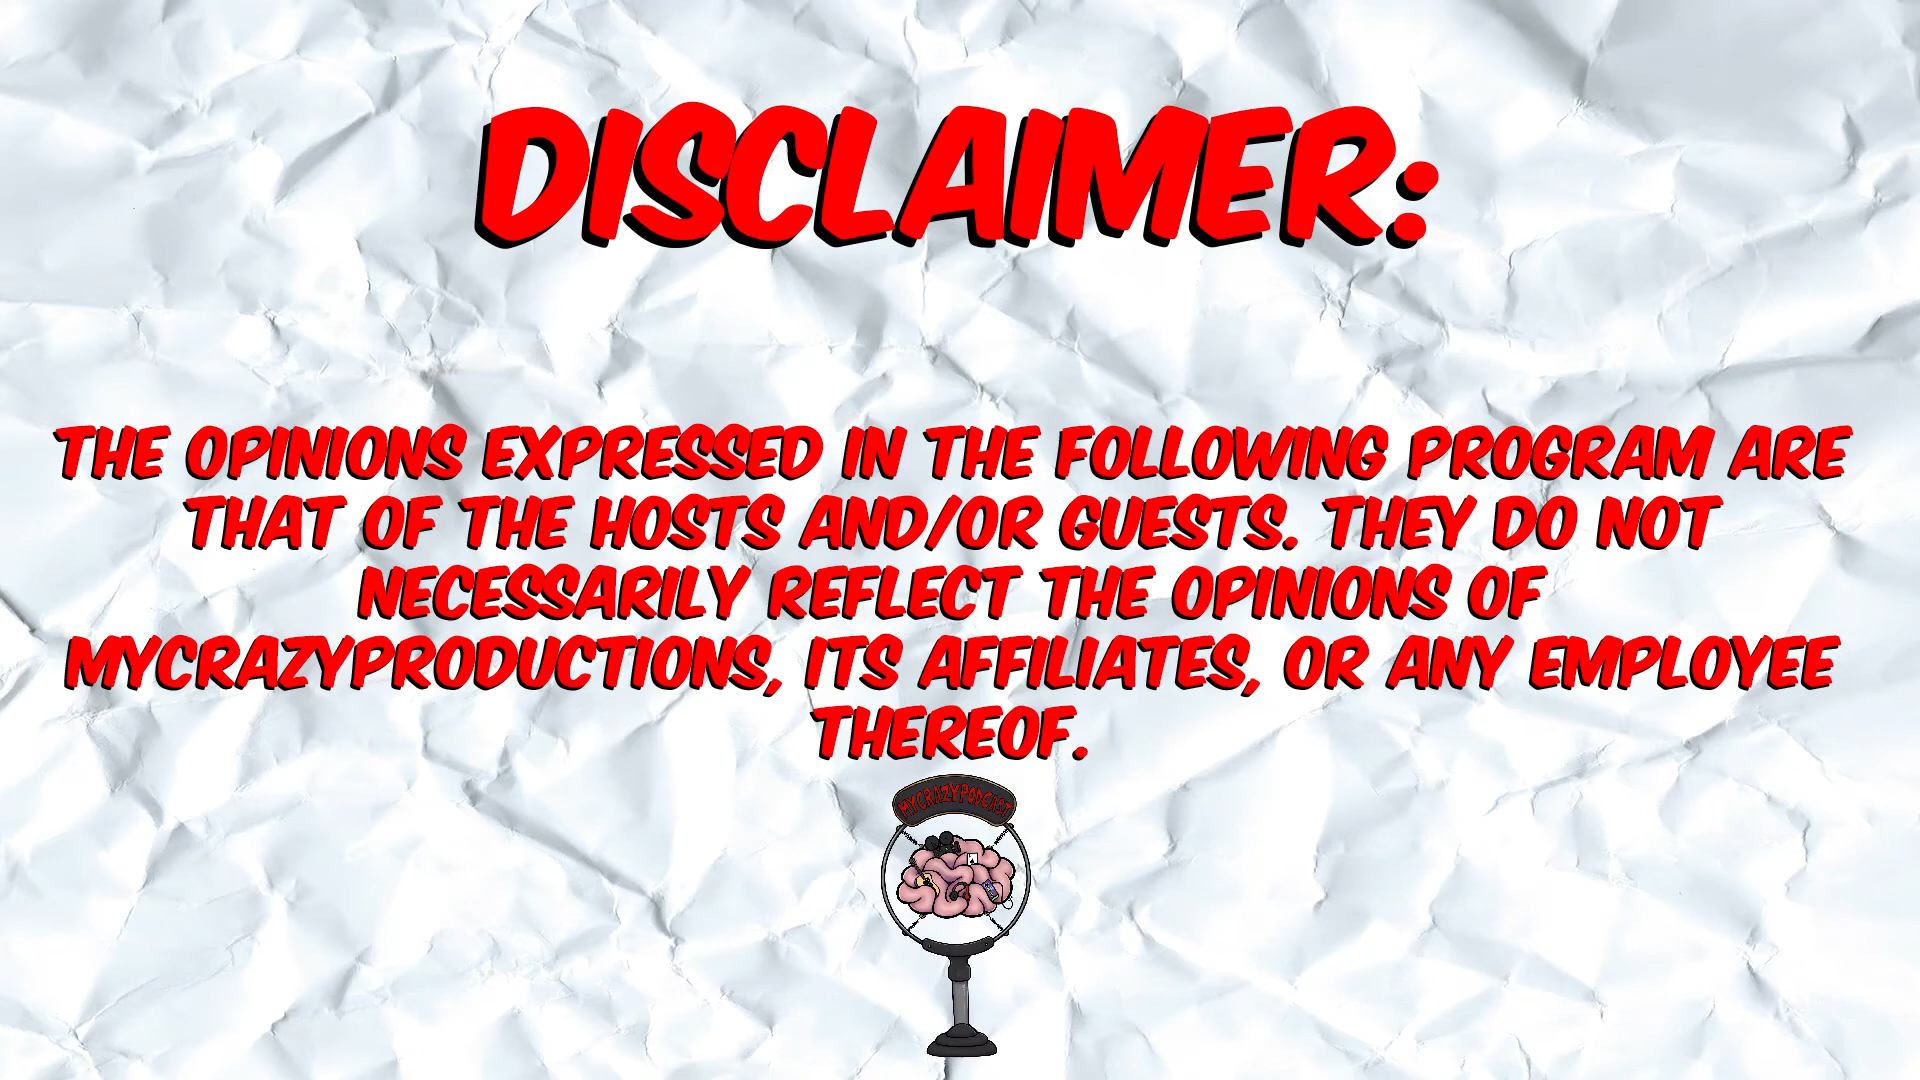 DISCLAIMER:
THE OPINIONS EXPRESSED IN THE FOLLOWING PROGRAM ARE
THAT OF THE HOSTS AND/OR GUESTS. THEY DO NOT
NECESSARILY REFLECT THE OPINIONS OF
MYCRAZYPRODUCTIONS, ITS AFFILIATES, OR ANY EMPLOYEE
THEREOF.
MYCRAZYPODCAST